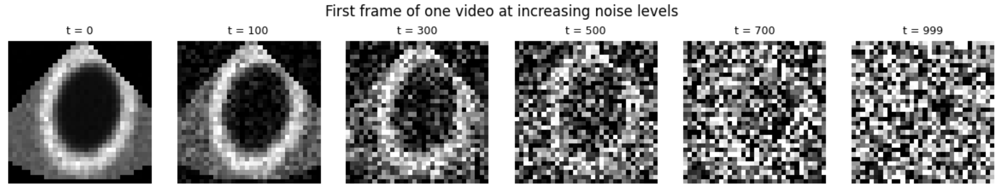 First frame of one video at increasing noise levels
t = 0
t = 100
t = 300
t = 500
t = 700
t = 999